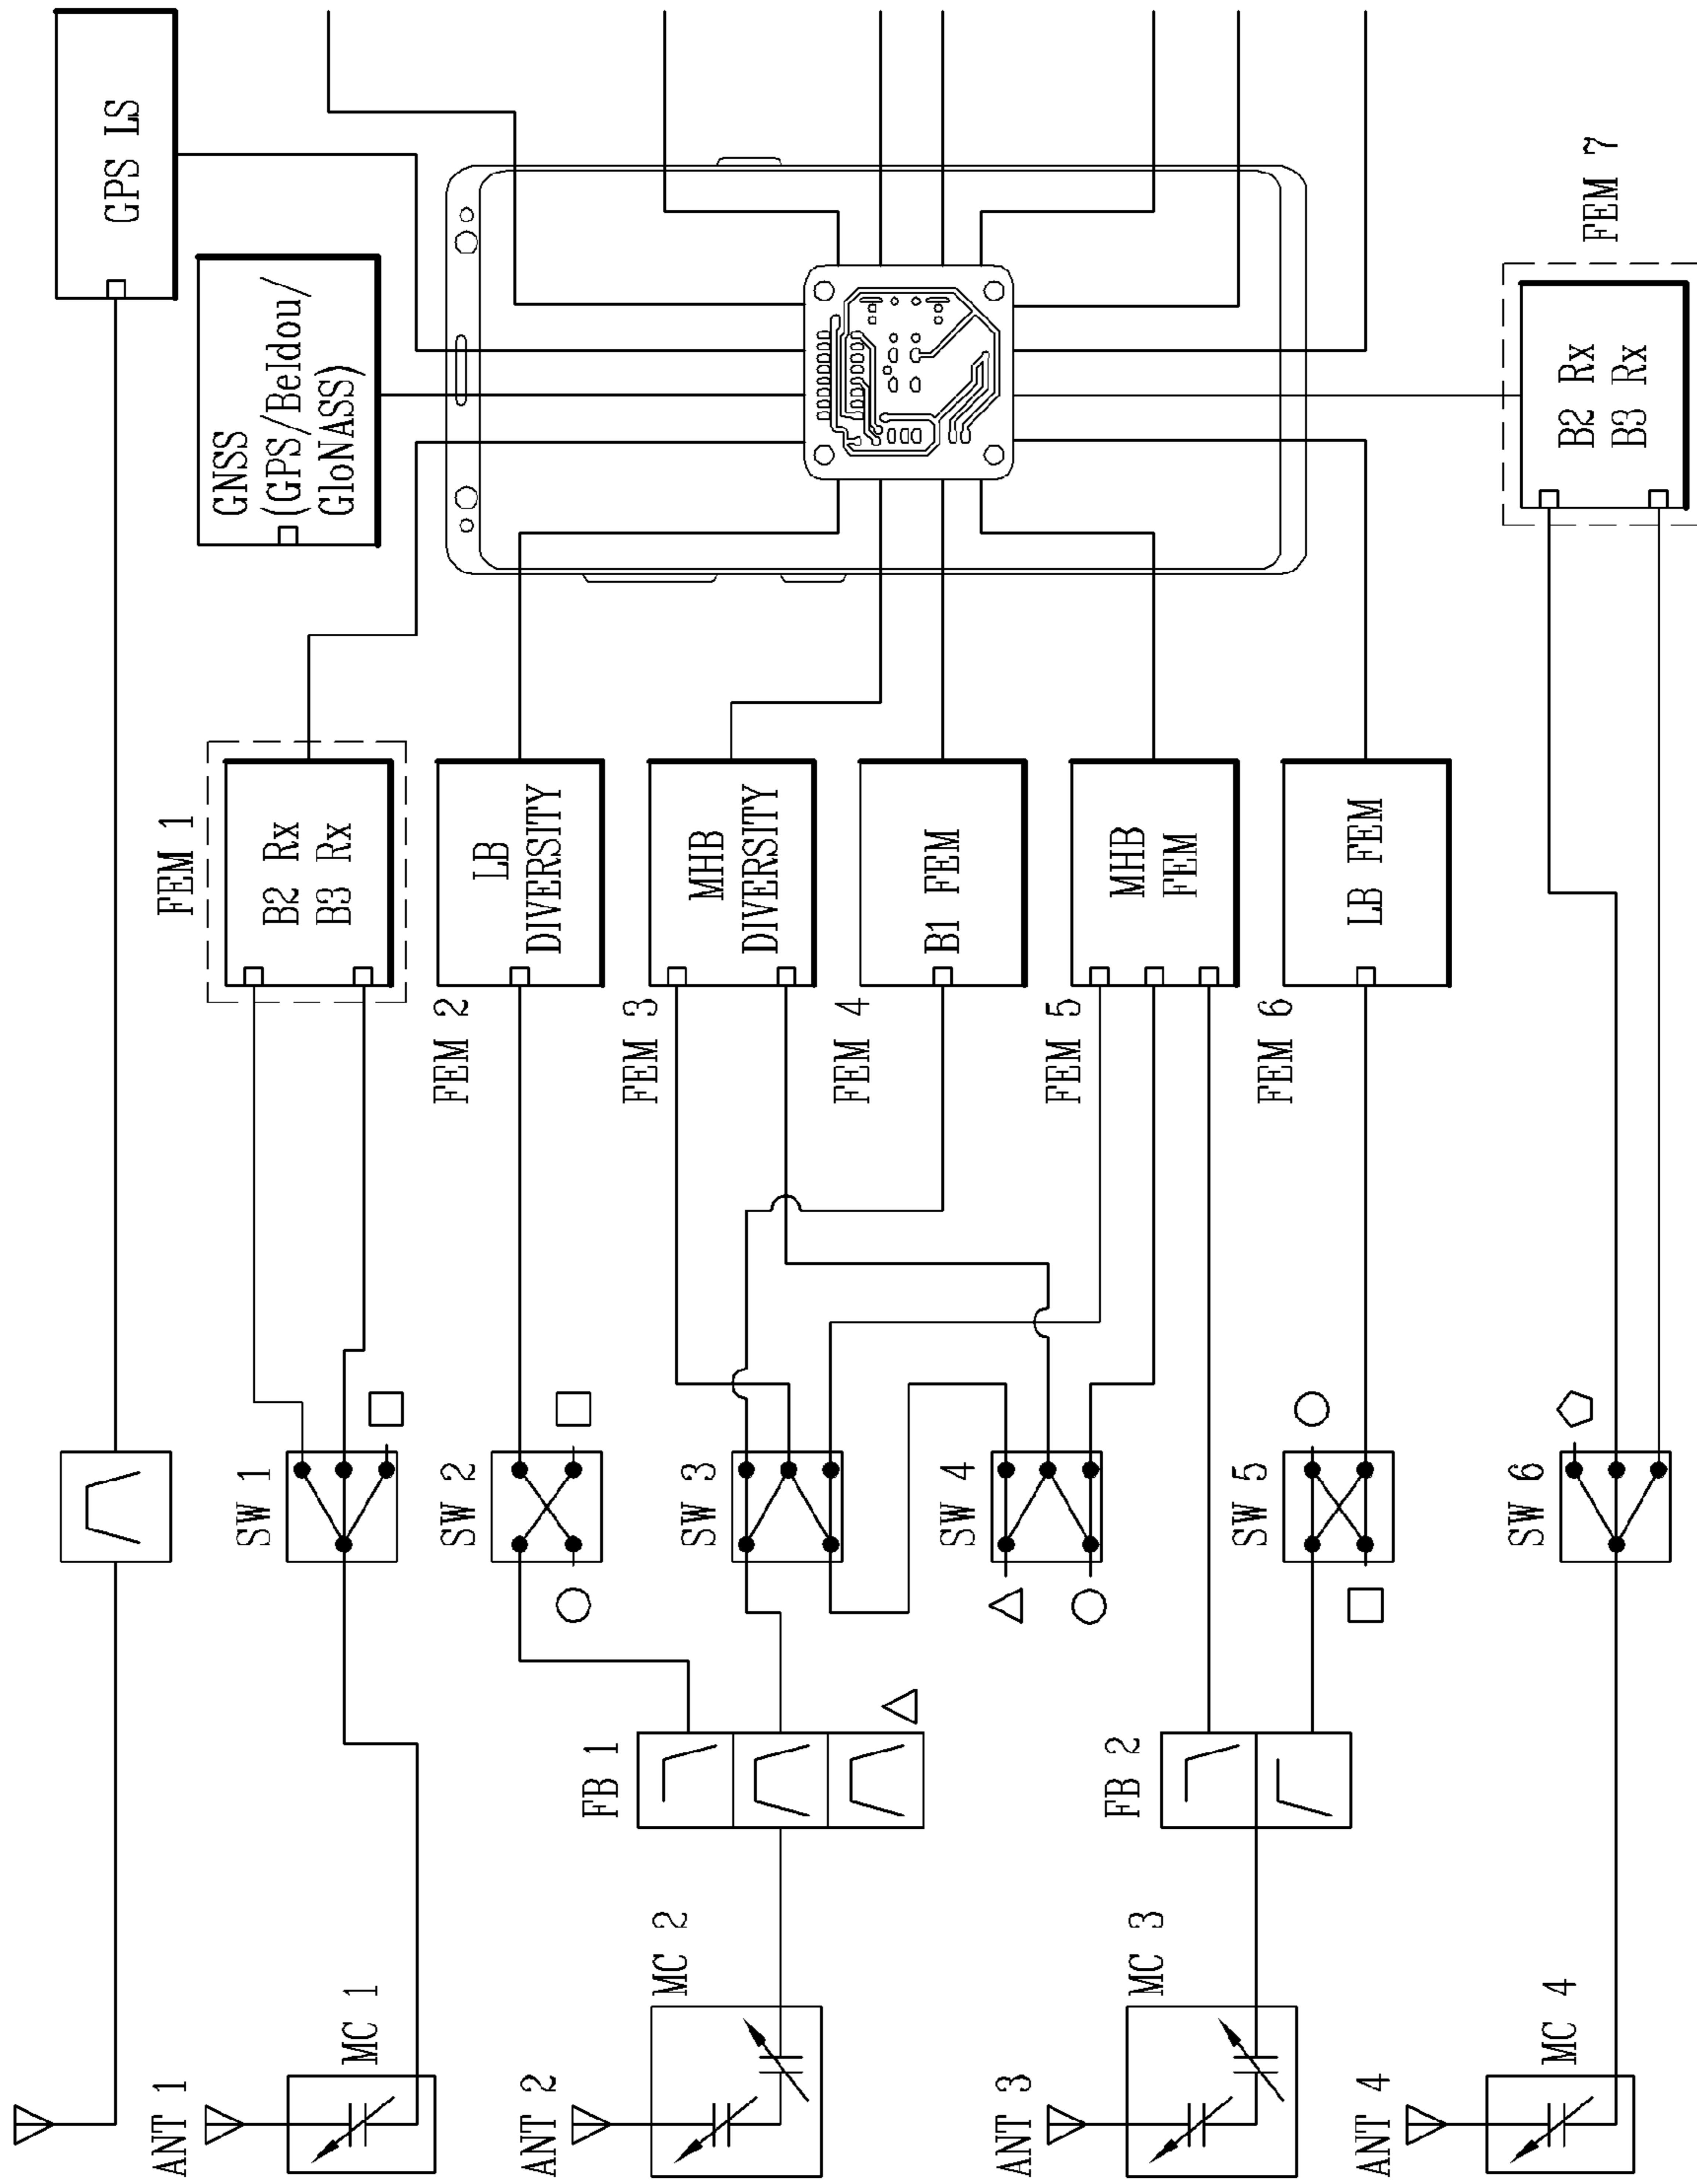 GPS LS
GNSS
(GPS/BeIdou/
GloNASS)
FEM 1
B2 Rx
B3 Rx
FEM 2
LB
DIVERSITY
FEM 3
MHB
DIVERSITY
FEM 4
B1 FEM
FEM 5
MHB
FEM
FEM 6
LB FEM
FEM 7
B2 Rx
B3 Rx
SW 1
SW 2
SW 3
SW 4
SW 5
SW 6
FB 1
FB 2
MC 1
MC 2
MC 3
MC 4
ANT 1
ANT 2
ANT 3
ANT 4